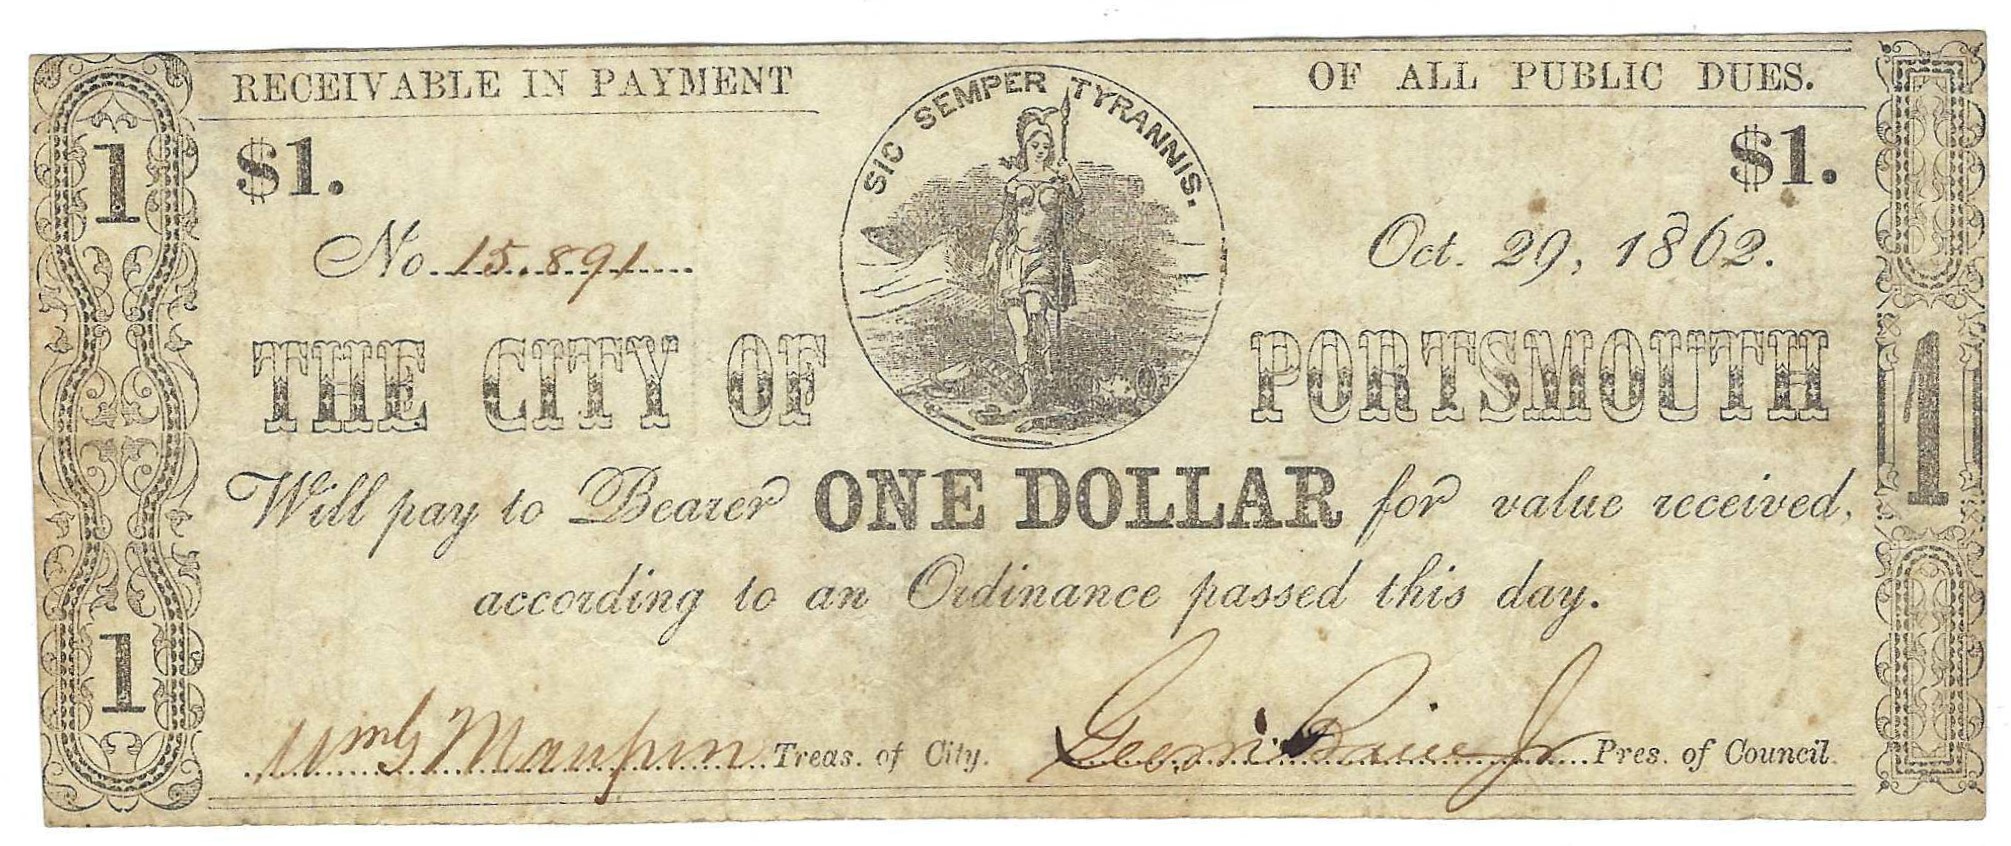 RECEIVABLE IN PAYMENT OF ALL PUBLIC DUES.
SIC SEMPER TYRANNIS.
1
$1.
$1.
No. 15.891
Oct. 29, 1862.
THE CITY OF PORTSMOUTH
1
Will pay to Bearer ONE DOLLAR for value received,
according to an Ordinance passed this day.
1
Wm G Maupin Treas. of City.
Pres. of Council.